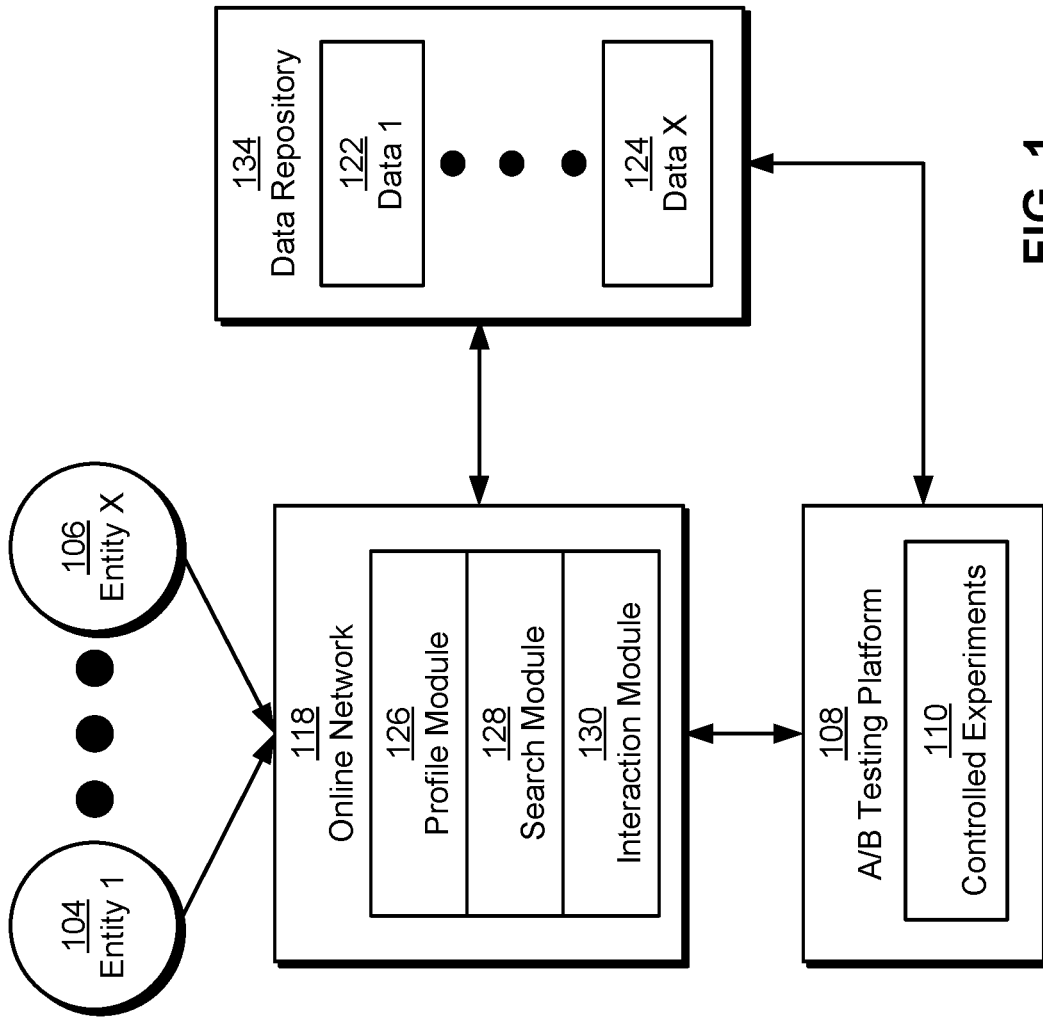 104
Entity 1
106
Entity X
118
Online Network
126
Profile Module
128
Search Module
130
Interaction Module
134
Data Repository
122
Data 1
124
Data X
108
A/B Testing Platform
110
Controlled Experiments
FIG. 1